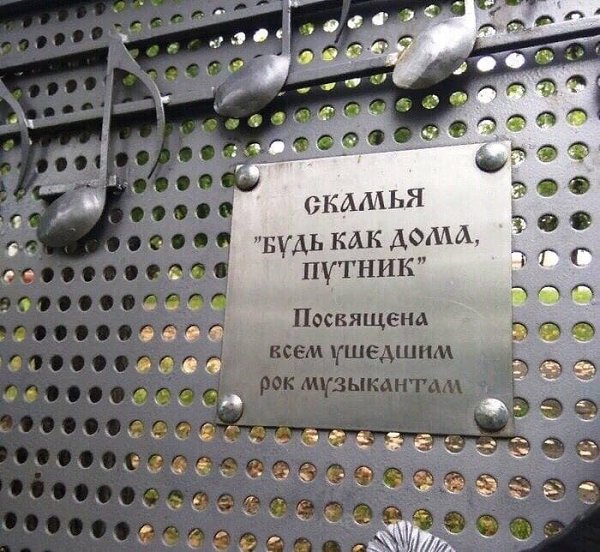 СКАМЬЯ
"БУДЬ КАК ДОМА,
ПУТНИК"
Посвящена
всем ушедшим
рок музыкантам